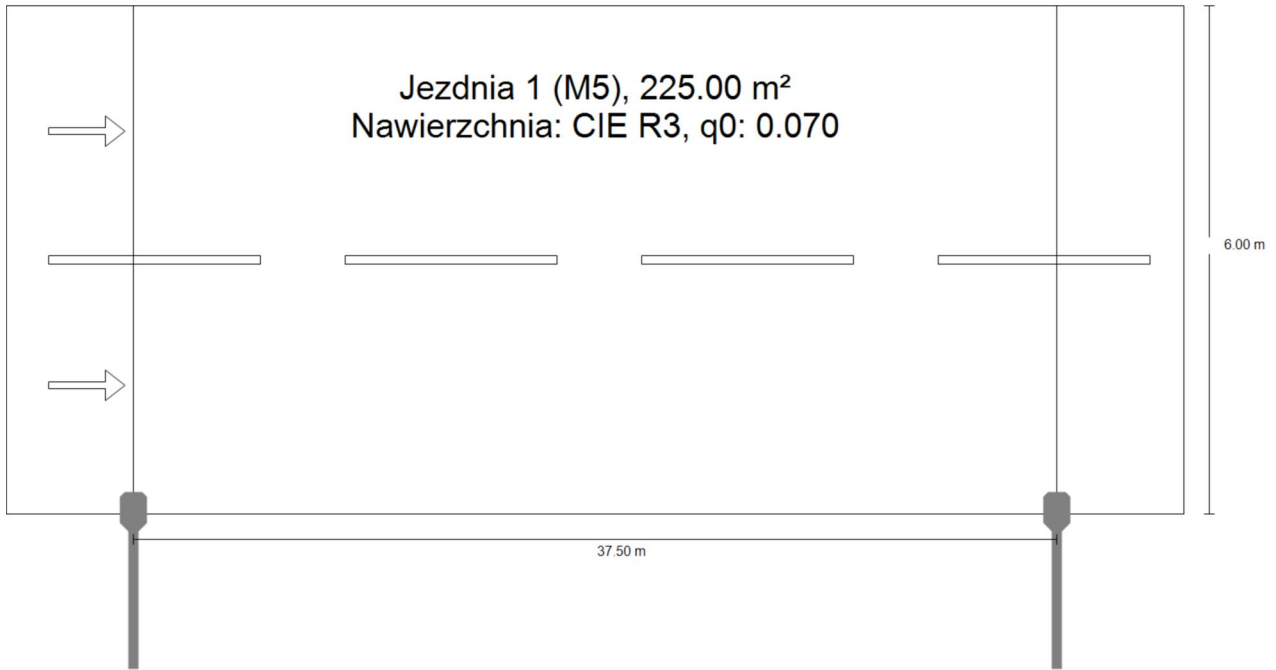 Jezdnia 1 (M5), 225.00 m²
Nawierzchnia: CIE R3, q0: 0.070
6.00 m
37.50 m